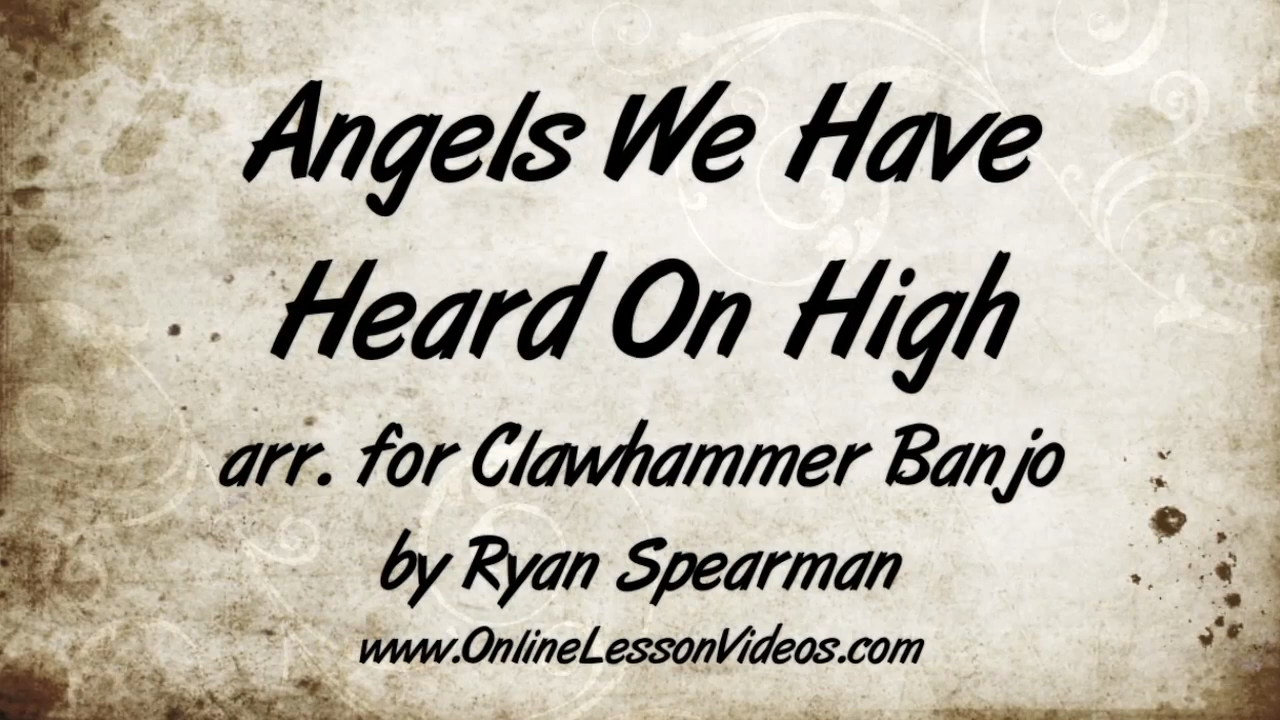 Angels We Have
Heard On High
arr. for Clawhammer Banjo
by Ryan Spearman
www.OnlineLessonVideos.com